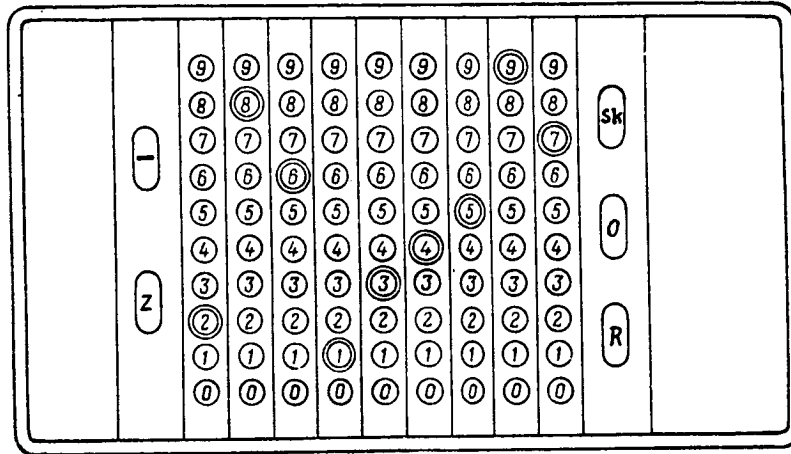 9 9 9 9 9 9 9 9 9
8 8 8 8 8 8 8 8 8 Sk
— 7 7 7 7 7 7 7 7 7
6 6 6 6 6 6 6 6 6
5 5 5 5 5 5 5 5 5 0
4 4 4 4 4 4 4 4 4
Z 3 3 3 3 3 3 3 3 3
2 2 2 2 2 2 2 2 2
1 1 1 1 1 1 1 1 1 R
0 0 0 0 0 0 0 0 0